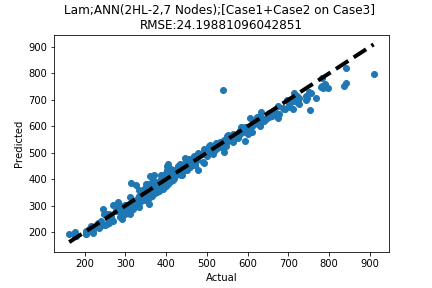 Lam;ANN(2HL-2,7 Nodes);[Case1+Case2 on Case3]
RMSE:24.19881096042851
900
800
700
600
500
400
300
200
Predicted
200 300 400 500 600 700 800 900
Actual